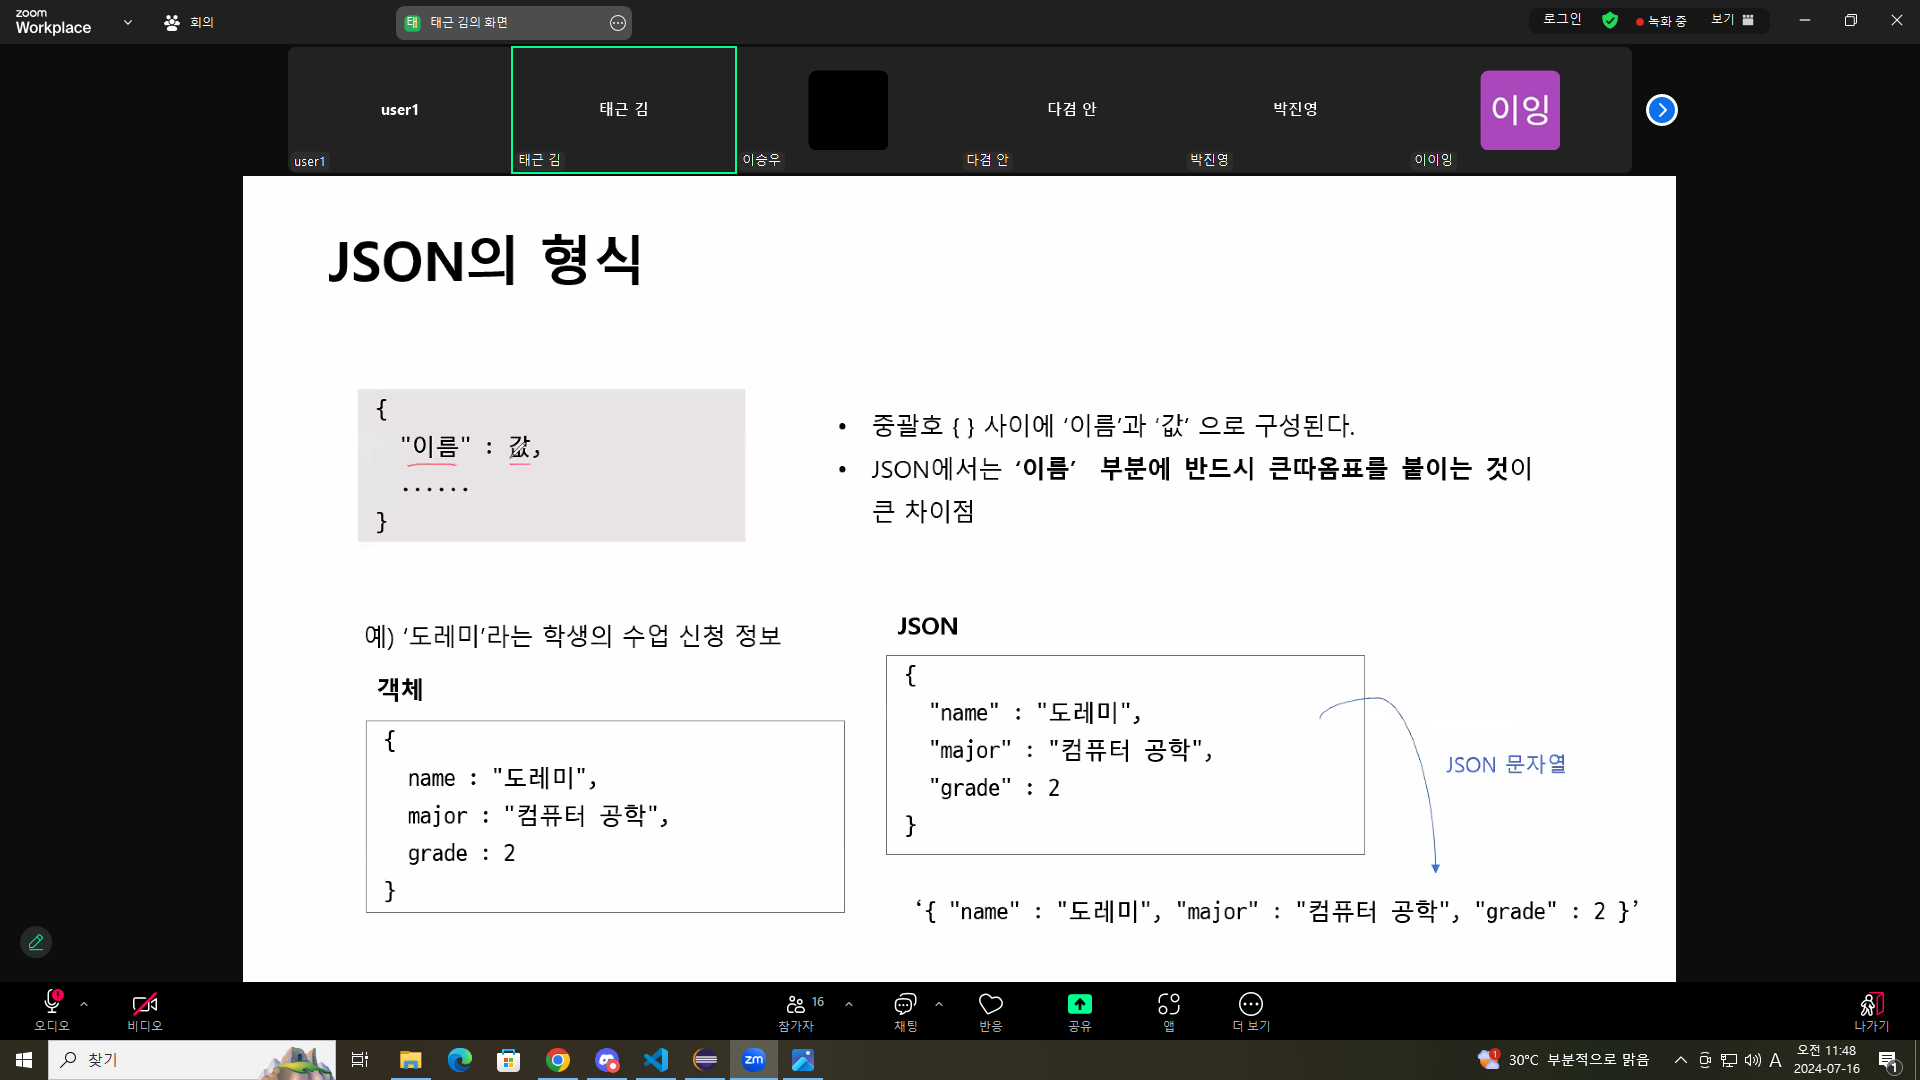 zoom
Workplace
회의
태 태근 김의 화면
로그인
녹화 중
보기
user1
태근 김
다겸 안
박진영
이잉
user1
태근 김
이승우
다겸 안
박진영
이이잉
JSON의 형식
{
"이름" : 값,
......
}
• 중괄호 { } 사이에 ‘이름’과 ‘값’ 으로 구성된다.
• JSON에서는 ‘이름’ 부분에 반드시 큰따옴표를 붙이는 것이
큰 차이점
예) ‘도레미’라는 학생의 수업 신청 정보
객체
{
name : "도레미",
major : "컴퓨터 공학",
grade : 2
}
JSON
{
"name" : "도레미",
"major" : "컴퓨터 공학",
"grade" : 2
}
JSON 문자열
‘{ "name" : "도레미", "major" : "컴퓨터 공학", "grade" : 2 }’
오디오
비디오
16
참가자
채팅
반응
공유
앱
더 보기
나가기
찾기
zm
1
30°C 부분적으로 맑음
A
오전 11:48
2024-07-16
1